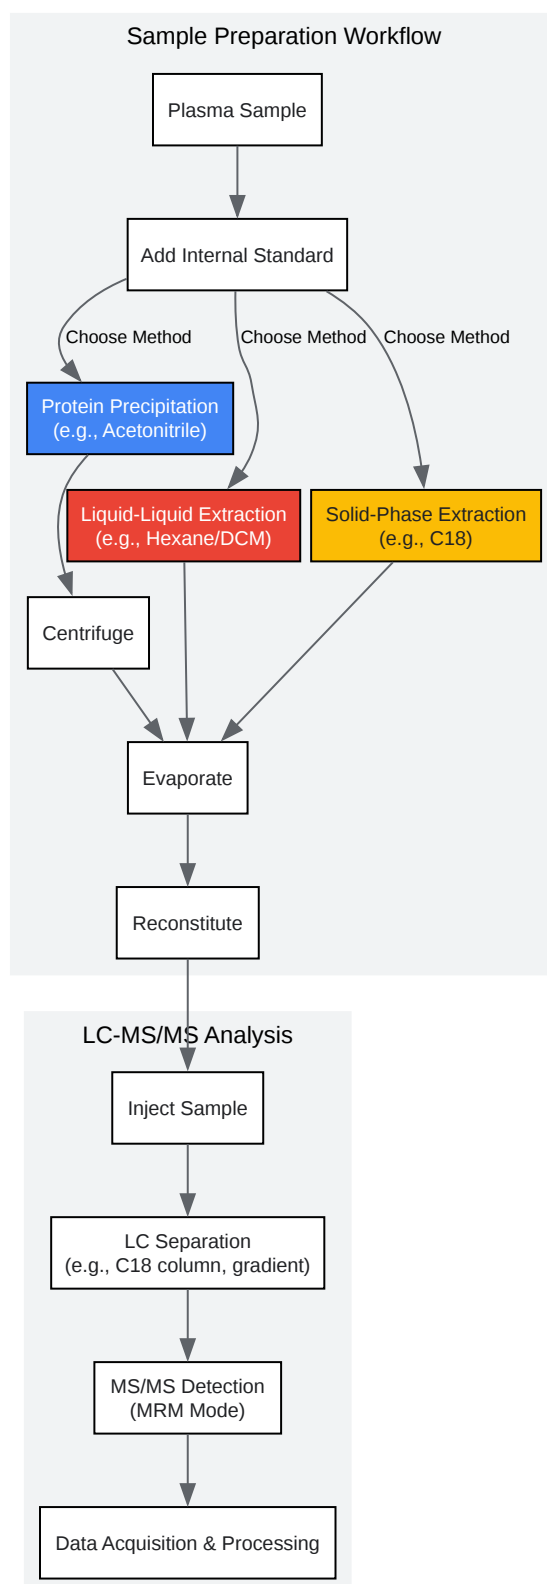 Sample Preparation Workflow
Plasma Sample
Add Internal Standard
Choose Method
Choose Method
Choose Method
Protein Precipitation
(e.g., Acetonitrile)
Liquid-Liquid Extraction
(e.g., Hexane/DCM)
Solid-Phase Extraction
(e.g., C18)
Centrifuge
Evaporate
Reconstitute
LC-MS/MS Analysis
Inject Sample
LC Separation
(e.g., C18 column, gradient)
MS/MS Detection
(MRM Mode)
Data Acquisition & Processing